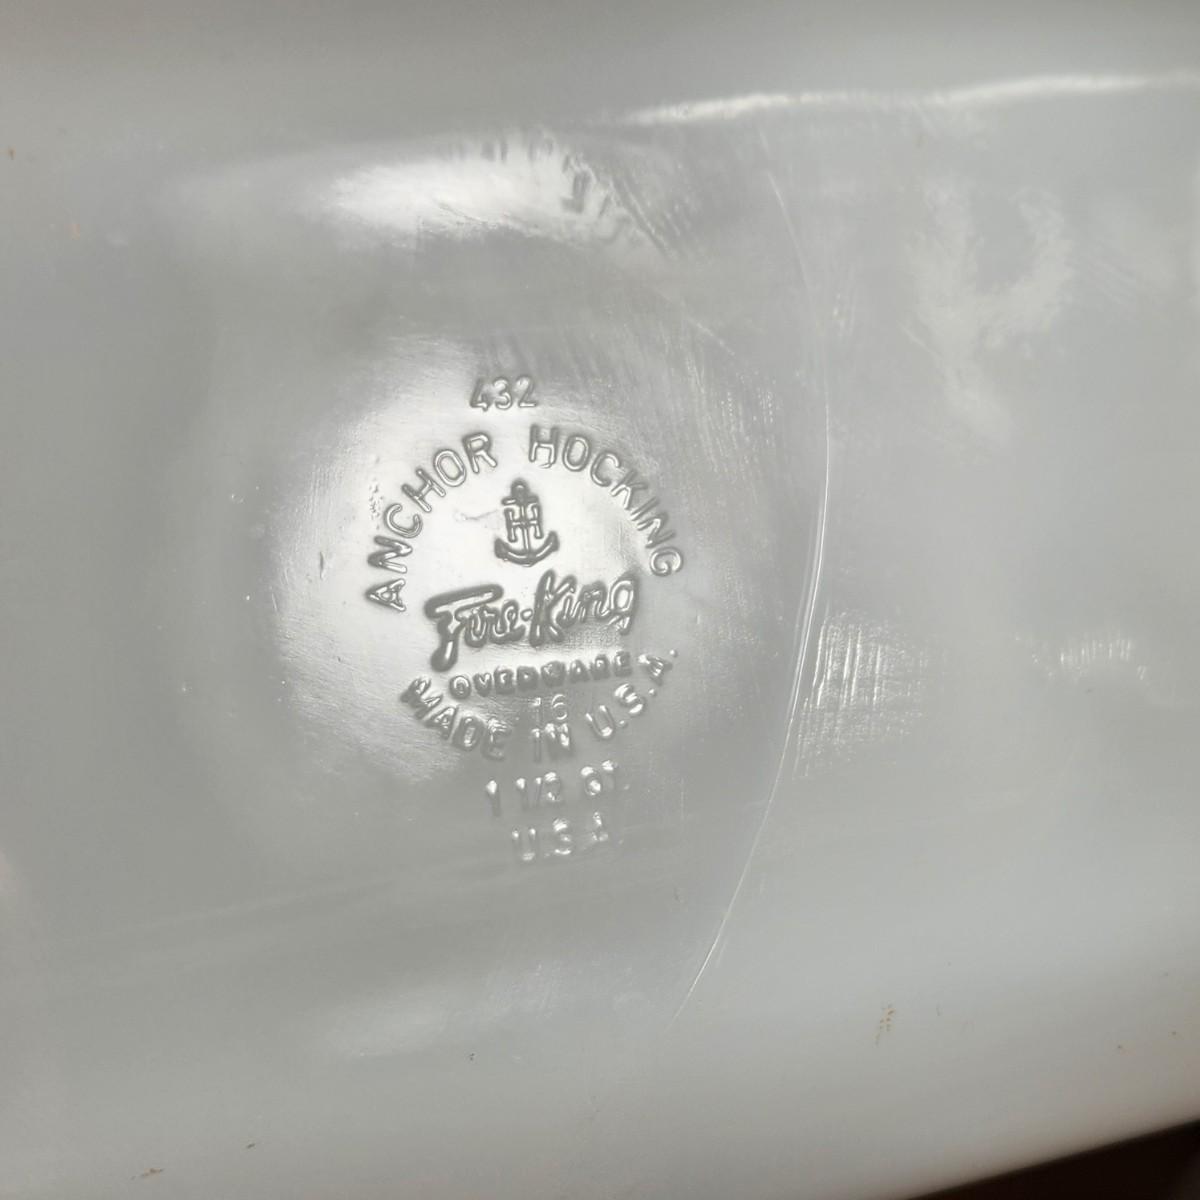 432
ANCHOR HOCKING
Fire-King
OVENWARE
16
MADE IN U.S.A.
1 1/2 QT.
U.S.A.